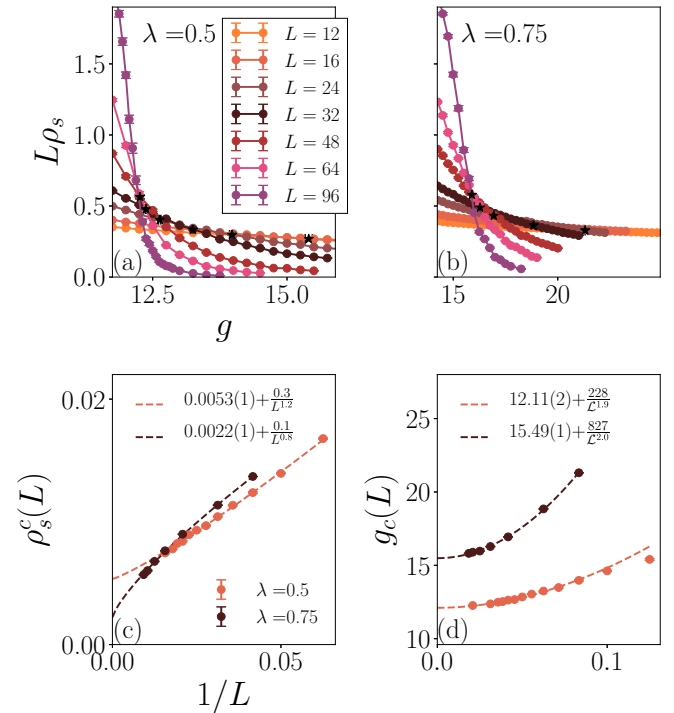 λ = 0.5
λ = 0.75
L = 12
L = 16
L = 24
L = 32
L = 48
L = 64
L = 96
1.5
1.0
0.5
0.0
Lρ_s
(a)
(b)
12.5 15.0
15 20
g
0.02
0.00
ρ_s^c(L)
0.0053(1)+0.3/L^{1.2}
0.0022(1)+0.1/L^{0.8}
λ=0.5
λ=0.75
(c)
0.00 0.05
1/L
25
20
15
10
g_c(L)
12.11(2)+228/𝓛^{1.9}
15.49(1)+827/𝓛^{2.0}
(d)
0.0 0.1